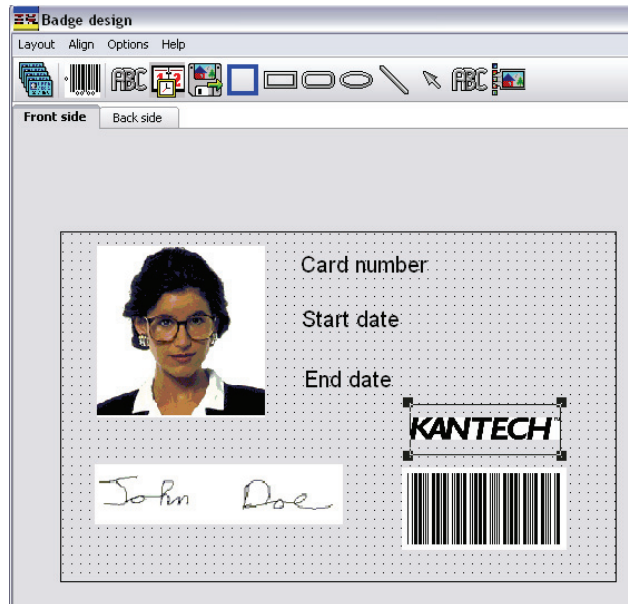 Badge design
Layout Align Options Help
ABC ABC
Front side Back side
Card number
Start date
End date
KANTECH
John Doe